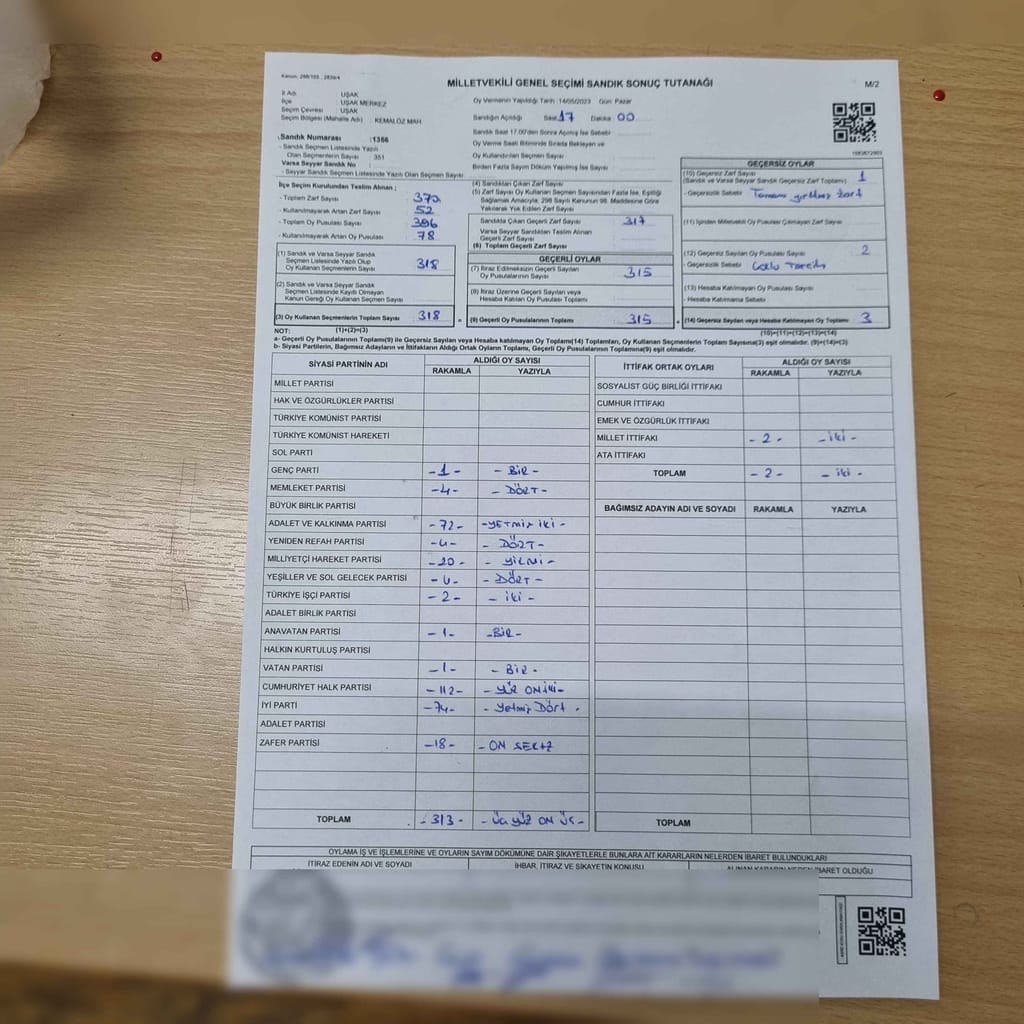 Kanun. 298/105 , 2839/4
MİLLETVEKİLİ GENEL SEÇİMİ SANDIK SONUÇ TUTANAĞI
M/2
İl Adı : UŞAK
İlçe : UŞAK MERKEZ
Seçim Çevresi : UŞAK
Seçim Bölgesi (Mahalle Adı) : KEMALÖZ MAH.
Oy Vermenin Yapıldığı Tarih : 14/05/2023 Gün: Pazar
Sandığın Açıldığı Saat 17 Dakika 00
Sandık Saat 17.00'den Sonra Açılmış İse Sebebi :
Oy Verme Saati Bitiminde Sırada Bekleyen ve
Oy Kullandırılan Seçmen Sayısı
Birden Fazla Sayım Döküm Yapılmış İse Sayısı
Sandık Numarası :1356
- Sandık Seçmen Listesinde Yazılı
Olan Seçmenlerin Sayısı : 351
Varsa Seyyar Sandık No :
- Seyyar Sandık Seçmen Listesinde Yazılı Olan Seçmen Sayısı
İlçe Seçim Kurulundan Teslim Alınan ;
- Toplam Zarf Sayısı 372
- Kullanılmayarak Artan Zarf Sayısı 52
- Toplam Oy Pusulası Sayısı 396
- Kullanılmayarak Artan Oy Pusulası 78
(1) Sandık ve Varsa Seyyar Sandık
Seçmen Listesinde Yazılı Olup
Oy Kullanan Seçmenlerin Sayısı 318
(2) Sandık ve Varsa Seyyar Sandık
Seçmen Listesinde Kayıtlı Olmayan
Kanun Gereği Oy Kullanan Seçmen Sayısı
(3) Oy Kullanan Seçmenlerin Toplam Sayısı 318
(1)+(2)=(3)
(4) Sandıktan Çıkan Zarf Sayısı
(5) Zarf Sayısı Oy Kullanan Seçmen Sayısından Fazla İse, Eşitliği
Sağlamak Amacıyla; 298 Sayılı Kanunun 98. Maddesine Göre
Yakılarak Yok Edilen Zarf Sayısı
Sandıkta Çıkan Geçerli Zarf Sayısı 317
Varsa Seyyar Sandıktan Teslim Alınan
Geçerli Zarf Sayısı
(6) Toplam Geçerli Zarf Sayısı
GEÇERLİ OYLAR
(7) İtiraz Edilmeksizin Geçerli Sayılan
Oy Pusulalarının Sayısı 315
(8) İtiraz Üzerine Geçerli Sayılan veya
Hesaba Katılan Oy Pusulası Toplamı
(9) Geçerli Oy Pusulalarının Toplamı 315
GEÇERSİZ OYLAR
(10) Geçersiz Zarf Sayısı
(Sandık ve Varsa Seyyar Sandık Geçersiz Zarf Toplamı) 1
- Geçersizlik Sebebi : Tamamı yırtılmış zarf
(11) İçinden Milletvekili Oy Pusulası Çıkmayan Zarf Sayısı
(12) Geçersiz Sayılan Oy Pusulası Sayısı 2
- Geçersizlik Sebebi Çoklu Tercih
(13) Hesaba Katılmayan Oy Pusulası Sayısı
- Hesaba Katılmama Sebebi
(14) Geçersiz Sayılan veya Hesaba Katılmayan Oy Toplamı 3
(10)+(11)+(12)+(13)=(14)
NOT:
a- Geçerli Oy Pusulalarının Toplamı(9) ile Geçersiz Sayılan veya Hesaba katılmayan Oy Toplamı(14) Toplamları, Oy Kullanan Seçmenlerin Toplam Sayısına(3) eşit olmalıdır. (9)+(14)=(3)
b- Siyasi Partilerin, Bağımsız Adayların ve İttifakların Aldığı Ortak Oyların Toplamı, Geçerli Oy Pusulalarının Toplamına(9) eşit olmalıdır.
SİYASİ PARTİNİN ADI ALDIĞI OY SAYISI
RAKAMLA YAZIYLA
MİLLET PARTİSİ
HAK VE ÖZGÜRLÜKLER PARTİSİ
TÜRKİYE KOMÜNİST PARTİSİ
TÜRKİYE KOMÜNİST HAREKETİ
SOL PARTİ
GENÇ PARTİ -1- - BİR -
MEMLEKET PARTİSİ -4- - DÖRT -
BÜYÜK BİRLİK PARTİSİ
ADALET VE KALKINMA PARTİSİ -72- -YETMİŞ İKİ -
YENİDEN REFAH PARTİSİ -4- - DÖRT -
MİLLİYETÇİ HAREKET PARTİSİ -20- - YİRMİ -
YEŞİLLER VE SOL GELECEK PARTİSİ -4- - DÖRT -
TÜRKİYE İŞÇİ PARTİSİ -2- - İKİ -
ADALET BİRLİK PARTİSİ
ANAVATAN PARTİSİ -1- -BİR-
HALKIN KURTULUŞ PARTİSİ
VATAN PARTİSİ -1- - BİR -
CUMHURİYET HALK PARTİSİ -112- - YÜZ ON İKİ -
İYİ PARTİ -74- - Yetmiş Dört .
ADALET PARTİSİ
ZAFER PARTİSİ -18- - ON SEKİZ
TOPLAM -313- - ÜÇ YÜZ ON ÜÇ -
İTTİFAK ORTAK OYLARI ALDIĞI OY SAYISI
RAKAMLA YAZIYLA
SOSYALİST GÜÇ BİRLİĞİ İTTİFAKI
CUMHUR İTTİFAKI
EMEK VE ÖZGÜRLÜK İTTİFAKI
MİLLET İTTİFAKI - 2 - - iki -
ATA İTTİFAKI
TOPLAM - 2 - - iki -
BAĞIMSIZ ADAYIN ADI VE SOYADI RAKAMLA YAZIYLA
TOPLAM
OYLAMA İŞ VE İŞLEMLERİNE VE OYLARIN SAYIM DÖKÜMÜNE DAİR ŞİKAYETLERLE BUNLARA AİT KARARLARIN NELERDEN İBARET BULUNDUKLARI
İTİRAZ EDENİN ADI VE SOYADI İHBAR, İTİRAZ VE ŞİKAYETİN KONUSU ALINAN KARARIN NEDEN İBARET OLDUĞU